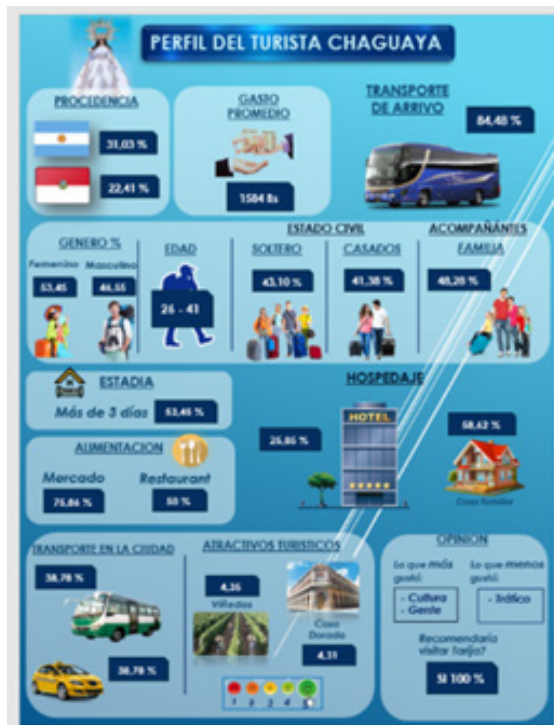 PERFIL DEL TURISTA CHAGUAYA
PROCEDENCIA
31,03 %
22,41 %
GASTO
PROMEDIO
1584 Bs
TRANSPORTE
DE ARRIVO
84,48 %
GENERO %
Femenino Masculino
53,45 46,55
EDAD
26 - 41
ESTADO CIVIL
SOLTERO
43,10 %
CASADOS
41,38 %
ACOMPAÑÁNTES
FAMILIA
48,28 %
ESTADIA
Más de 3 días 53,45 %
ALIMENTACION
Mercado
75,86 %
Restaurant
50 %
HOSPEDAJE
25,85 %
HOTEL
58,62 %
Casa familiar
TRANSPORTE EN LA CIUDAD
38,78 %
38,78 %
ATRACTIVOS TURISTICOS
4,35
Viñedos
Casa
Dorada
4,31
1 2 3 4 5
OPINION
Lo que más
gustó:
- Cultura
- Gente
Lo que menos
gustó:
- Tráfico
Recomendaría
visitar Tarija?
SI 100 %